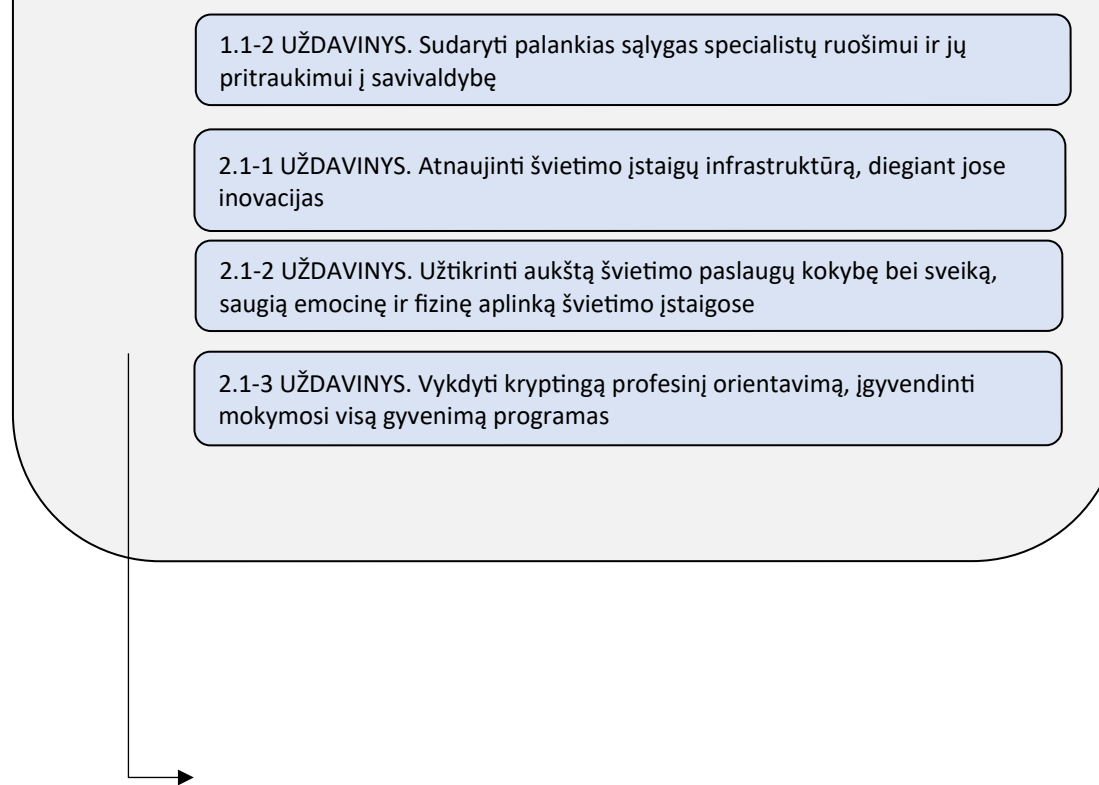 1.1-2 UŽDAVINYS. Sudaryti palankias sąlygas specialistų ruošimui ir jų
pritraukimui į savivaldybę
2.1-1 UŽDAVINYS. Atnaujinti švietimo įstaigų infrastruktūrą, diegiant jose
inovacijas
2.1-2 UŽDAVINYS. Užtikrinti aukštą švietimo paslaugų kokybę bei sveiką,
saugią emocinę ir fizinę aplinką švietimo įstaigose
2.1-3 UŽDAVINYS. Vykdyti kryptingą profesinį orientavimą, įgyvendinti
mokymosi visą gyvenimą programas